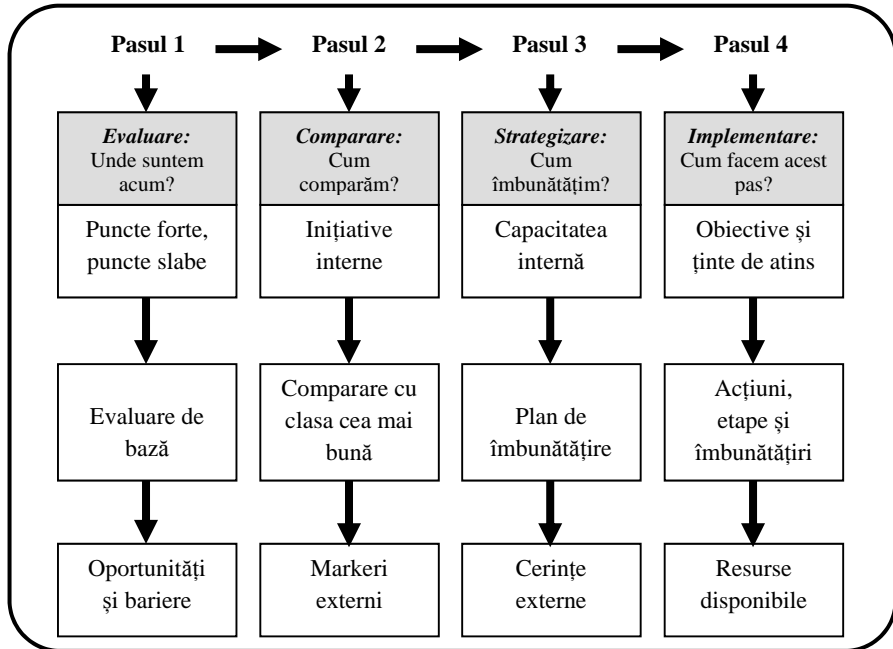 Pasul 1
Pasul 2
Pasul 3
Pasul 4
Evaluare:
Unde suntem
acum?
Puncte forte,
puncte slabe
Evaluare de
bază
Oportunități
și bariere
Comparare:
Cum
comparăm?
Inițiative
interne
Comparare cu
clasa cea mai
bună
Markeri
externi
Strategizare:
Cum
îmbunătățim?
Capacitatea
internă
Plan de
îmbunătățire
Cerințe
externe
Implementare:
Cum facem acest
pas?
Obiective și
ținte de atins
Acțiuni,
etape și
îmbunătățiri
Resurse
disponibile